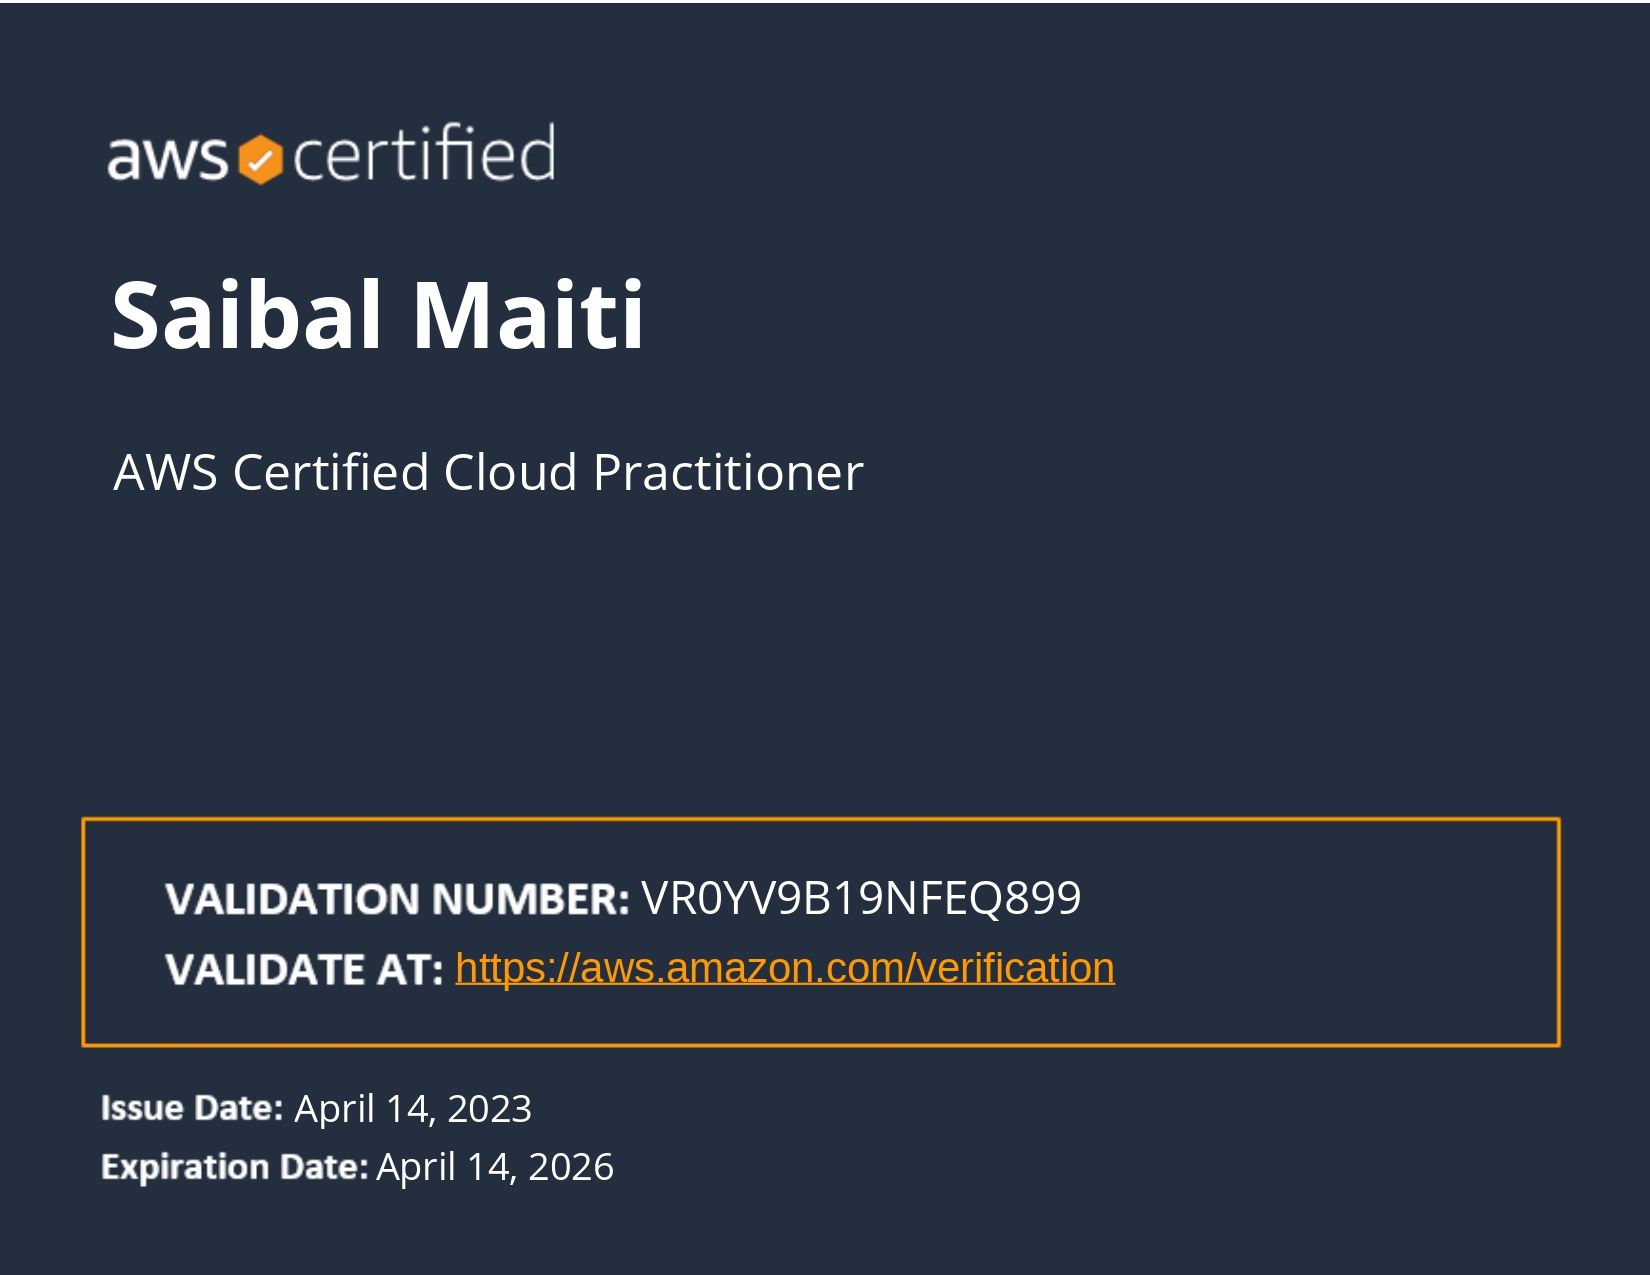 aws certified
Saibal Maiti
AWS Certified Cloud Practitioner
VALIDATION NUMBER: VR0YV9B19NFEQ899
VALIDATE AT: https://aws.amazon.com/verification
Issue Date: April 14, 2023
Expiration Date: April 14, 2026